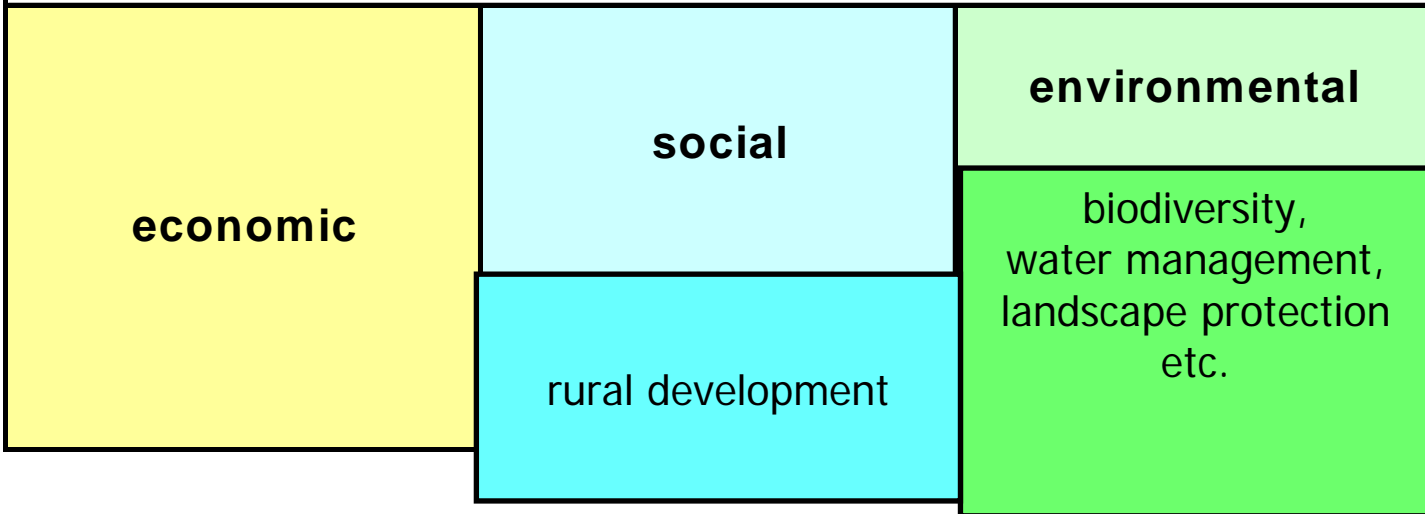 economic
social
rural development
environmental
biodiversity,
water management,
landscape protection
etc.